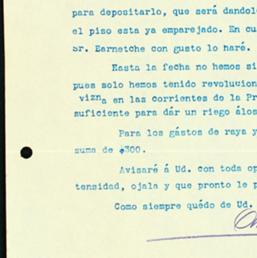 para depositarlo, que será dandol
el piso esta ya emparejado. En cu
Sr. Barnetche con gusto lo hará.
Hasta la fecha no hemos si
pues solo hemos tenido revolucion
vizna en las corrientes de la Pr
suficiente para dár un riego álos
Para los gástos de raya y
suma de $300.
Avisaré á Ud. con toda op
tensidad, ojala y que pronto le p
Como siempre quédo de Ud.